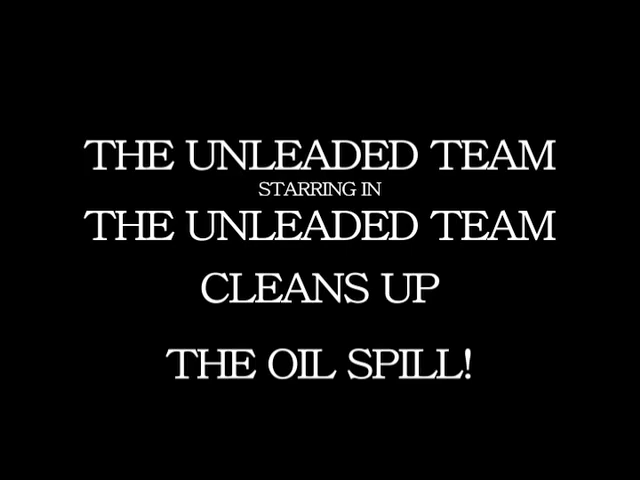 THE UNLEADED TEAM
STARRING IN
THE UNLEADED TEAM
CLEANS UP
THE OIL SPILL!